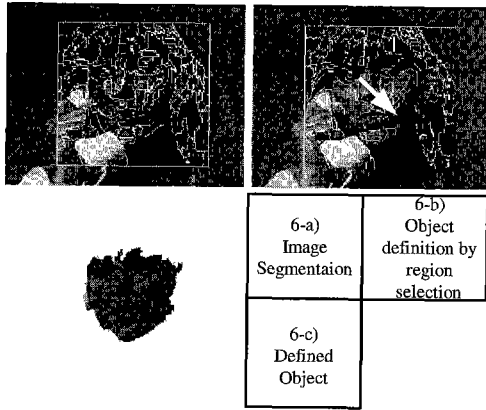 6-a)
Image
Segmentaion
6-b)
Object
definition by
region
selection
6-c)
Defined
Object